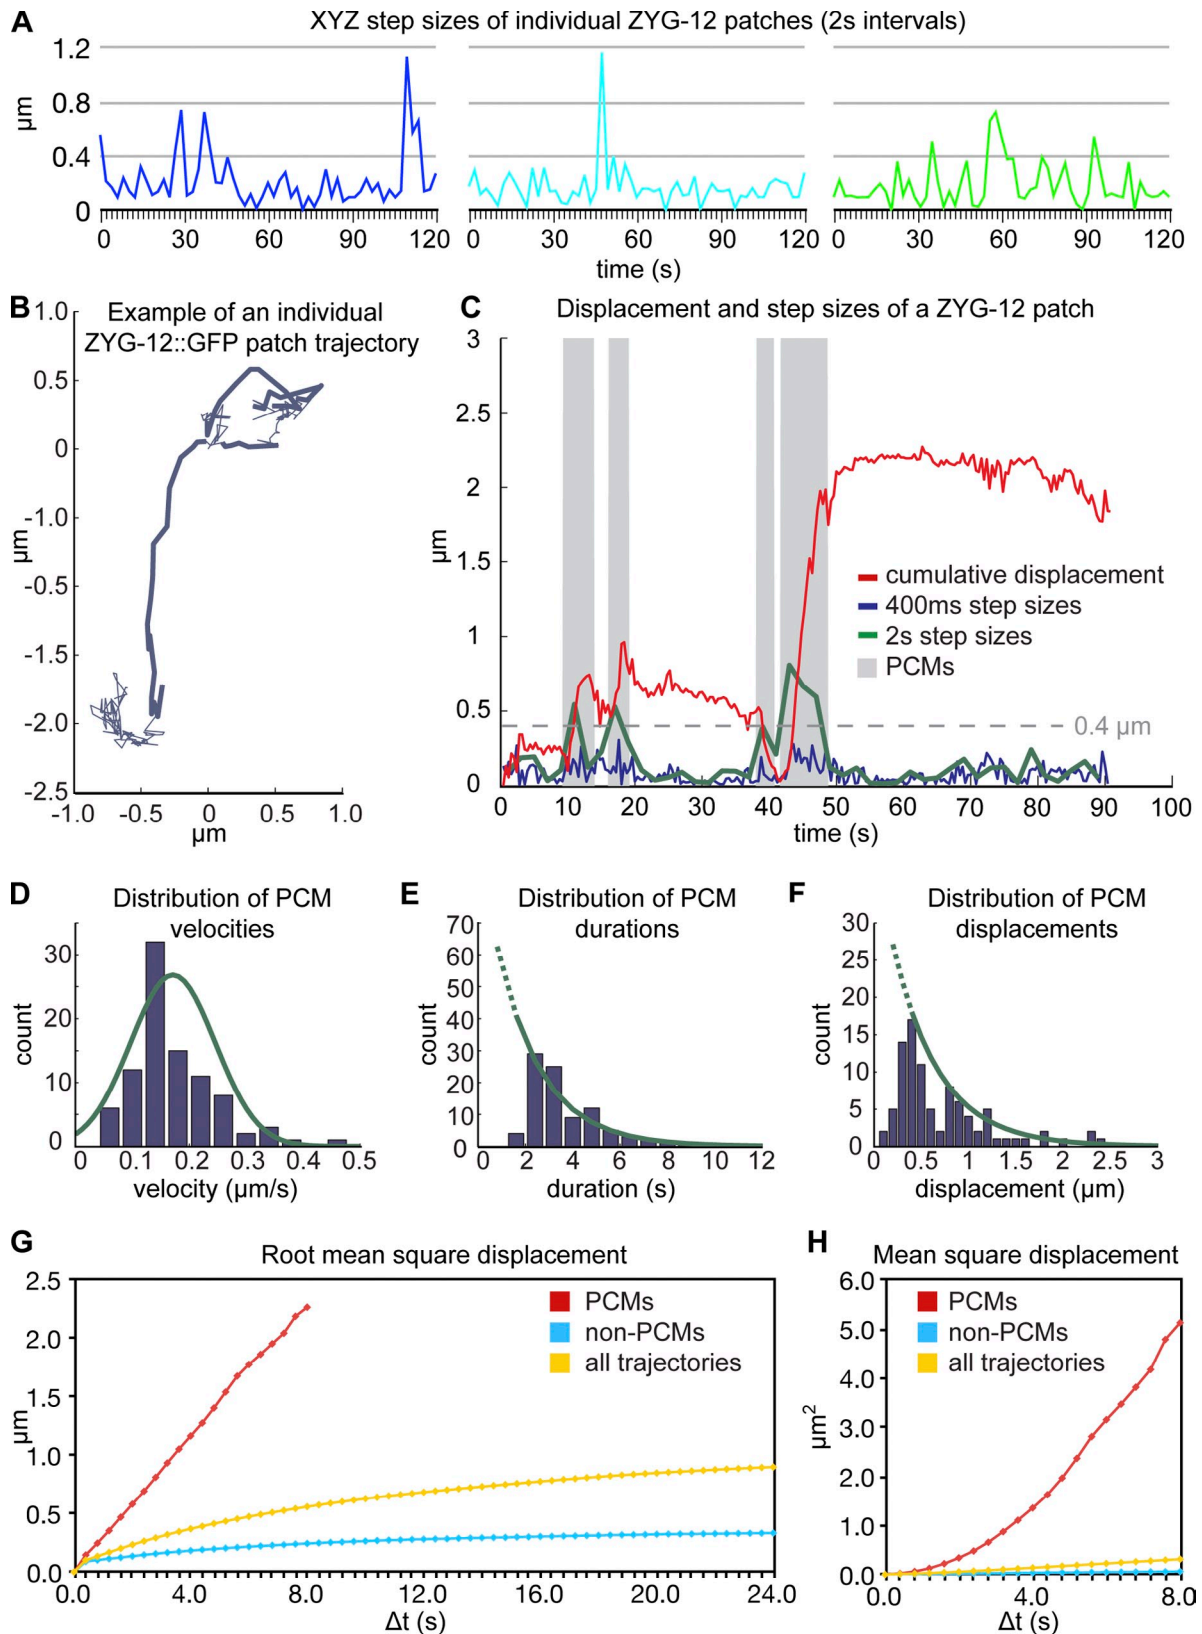 A
XYZ step sizes of individual ZYG-12 patches (2s intervals)
1.2
0.8
0.4
0
µm
0 30 60 90 120
0 30 60 90 120
0 30 60 90 120
time (s)
B
Example of an individual
ZYG-12::GFP patch trajectory
1.0
0.5
0
-1.0
-0.5
-1.5
-2.0
-2.5
µm
-1.0 -0.5 0 0.5 1.0
µm
C
Displacement and step sizes of a ZYG-12 patch
3
2.5
2
1.5
1
0.5
0
µm
cumulative displacement
400ms step sizes
2s step sizes
PCMs
0.4 µm
0 10 20 30 40 50 60 70 80 90 100
time (s)
D
Distribution of PCM
velocities
30
20
10
0
count
0 0.1 0.2 0.3 0.4 0.5
velocity (µm/s)
E
Distribution of PCM
durations
70
60
50
40
30
20
10
0
count
0 2 4 6 8 10 12
duration (s)
F
Distribution of PCM
displacements
30
25
20
15
10
5
0
count
0 0.5 1 1.5 2 2.5 3
displacement (µm)
G
Root mean square displacement
2.5
2.0
1.5
1.0
0.5
0.0
µm
PCMs
non-PCMs
all trajectories
0.0 4.0 8.0 12.0 16.0 20.0 24.0
Δt (s)
H
Mean square displacement
6.0
5.0
4.0
3.0
2.0
1.0
0.0
µm²
PCMs
non-PCMs
all trajectories
0.0 4.0 8.0
Δt (s)